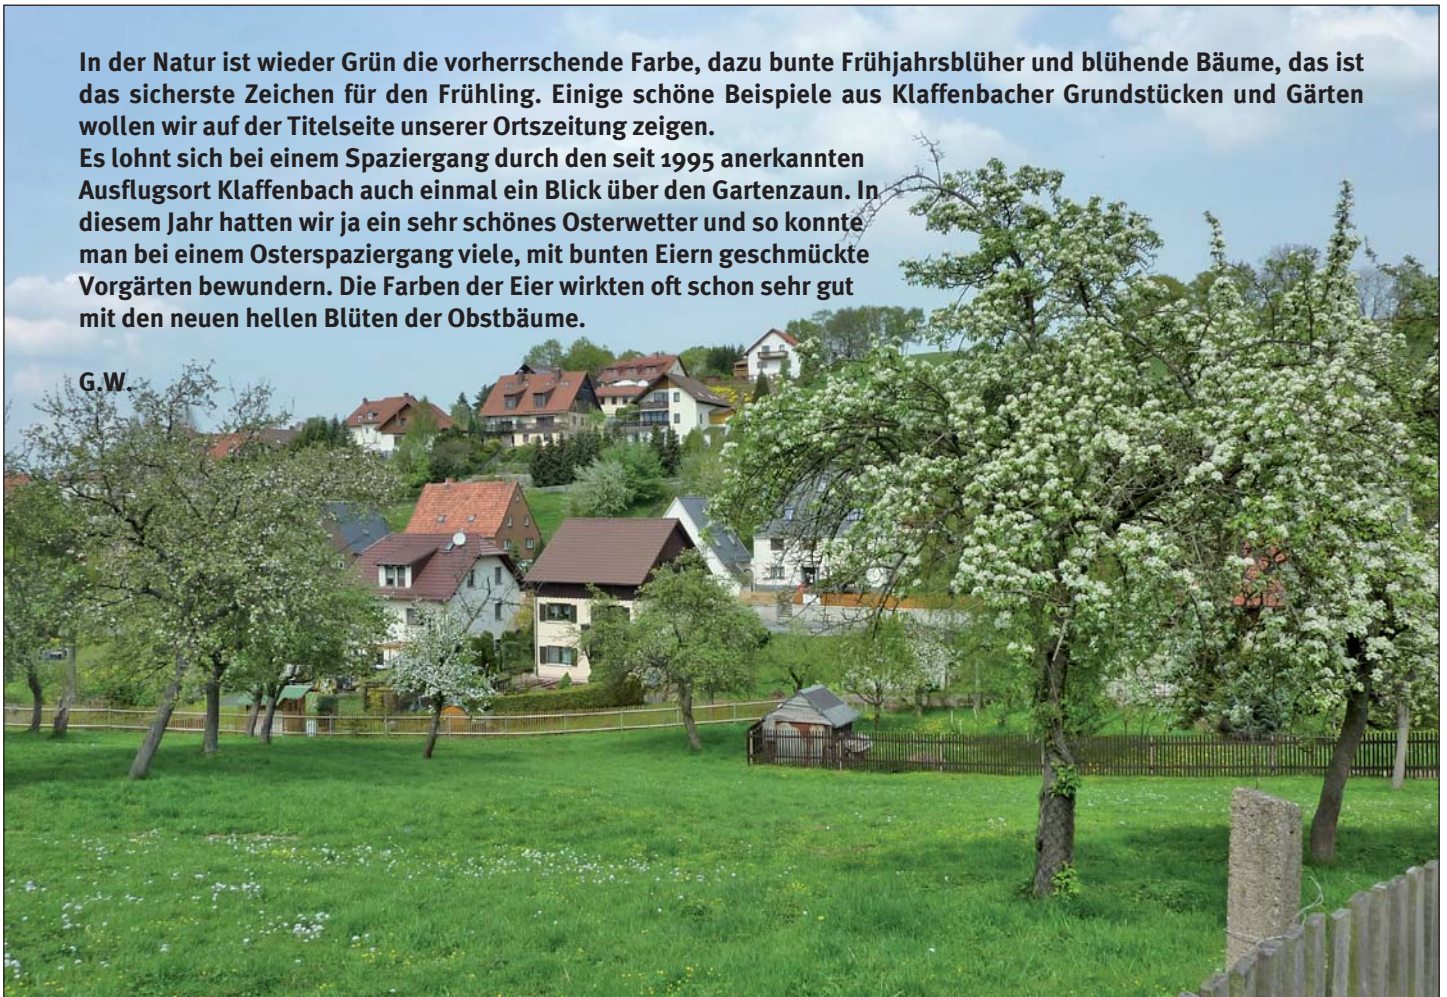 In der Natur ist wieder Grün die vorherrschende Farbe, dazu bunte Frühjahrsblüher und blühende Bäume, das ist
das sicherste Zeichen für den Frühling. Einige schöne Beispiele aus Klaffenbacher Grundstücken und Gärten
wollen wir auf der Titelseite unserer Ortszeitung zeigen.
Es lohnt sich bei einem Spaziergang durch den seit 1995 anerkannten
Ausflugsort Klaffenbach auch einmal ein Blick über den Gartenzaun. In
diesem Jahr hatten wir ja ein sehr schönes Osterwetter und so konnte
man bei einem Osterspaziergang viele, mit bunten Eiern geschmückte
Vorgärten bewundern. Die Farben der Eier wirkten oft schon sehr gut
mit den neuen hellen Blüten der Obstbäume.
G.W.